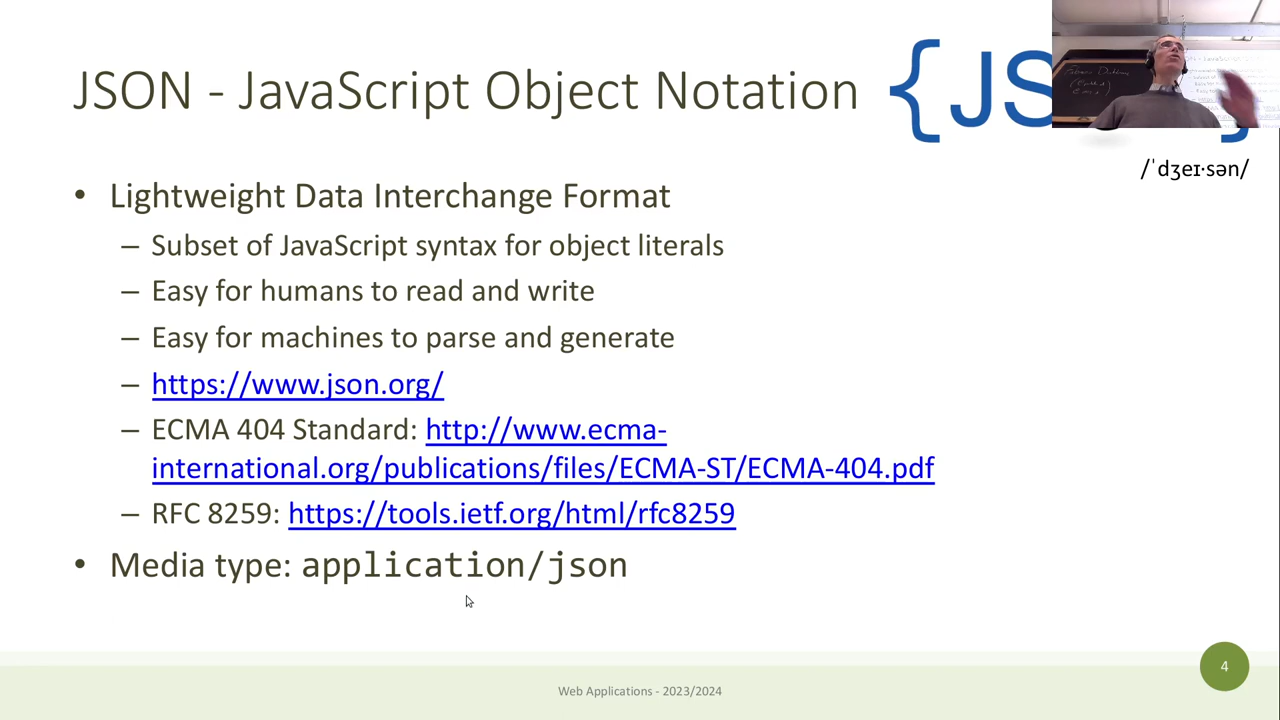 JSON - JavaScript Object Notation
{JS
/ˈdʒeɪ·sən/
• Lightweight Data Interchange Format
– Subset of JavaScript syntax for object literals
– Easy for humans to read and write
– Easy for machines to parse and generate
– https://www.json.org/
– ECMA 404 Standard: http://www.ecma-
international.org/publications/files/ECMA-ST/ECMA-404.pdf
– RFC 8259: https://tools.ietf.org/html/rfc8259
• Media type: application/json
4
Web Applications - 2023/2024